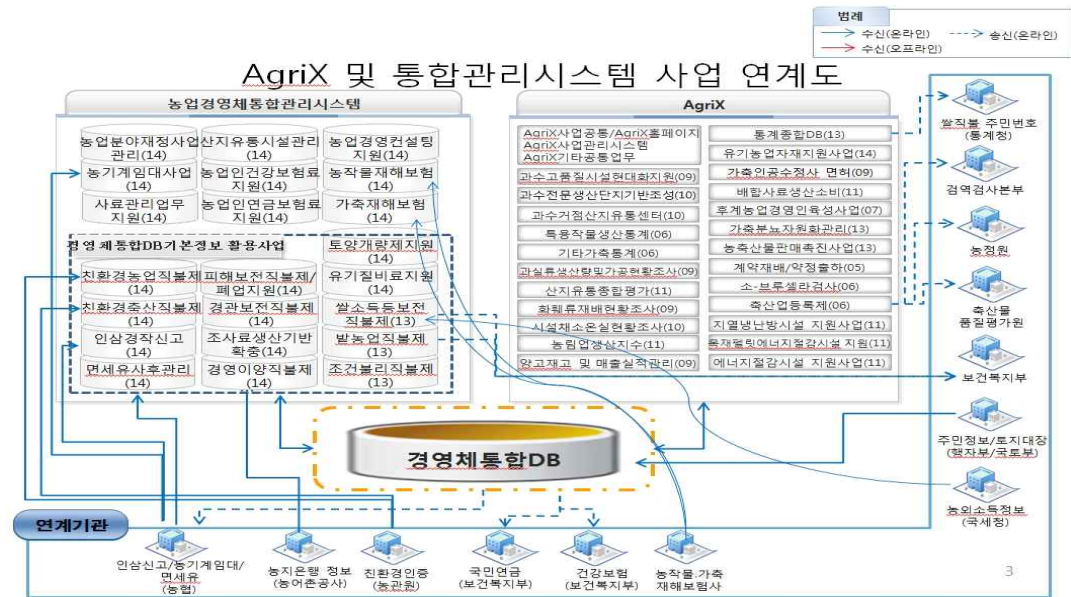 범례
수신(온라인)
송신(온라인)
수신(오프라인)
AgriX 및 통합관리시스템 사업 연계도
농업경영체통합관리시스템
농업분야재정사업
관리(14)
산지유통시설관리
(14)
농업경영컨설팅
지원(14)
농기계임대사업
(14)
농업인건강보험료
지원(14)
농작물재해보험
(14)
사료관리업무
지원(14)
농업인연금보험료
지원(14)
가축재해보험
(14)
경영체통합DB기본정보 활용사업
토양개량제지원
(14)
친환경농업직불제
(14)
피해보전직불제/
폐업지원(14)
유기질비료지원
(14)
친환경축산직불제
(14)
경관보전직불제
(14)
쌀소득등보전
직불제(13)
인삼경작신고
(14)
조사료생산기반
확충(14)
밭농업직불제
(13)
면세유사후관리
(14)
경영이양직불제
(14)
조건불리직불제
(13)
AgriX
AgriX사업공통/AgriX홈페이지
AgriX사업관리시스템
AgriX기타공통업무
과수고품질시설현대화지원(09)
과수전문생산단지기반조성(10)
과수거점산지유통센터(10)
특용작물생산통계(06)
기타가축통계(06)
과실류생산량및가공현황조사(09)
산지유통종합평가(11)
화훼류재배현황조사(09)
시설채소온실현황조사(10)
농림업생산지수(11)
양고재고 및 매출실적관리(09)
통계종합DB(13)
유기농업자재지원사업(14)
가축인공수정사 면허(09)
배합사료생산소비(11)
후계농업경영인육성사업(07)
가축분뇨자원화관리(13)
농축산물판매촉진사업(13)
계약재배/약정출하(05)
소-브루셀라검사(06)
축산업등록제(06)
지열냉난방시설 지원사업(11)
목재펠릿에너지절감시설 지원(11)
에너지절감시설 지원사업(11)
쌀직불 주민번호
(통계청)
검역검사본부
농정원
축산물
품질평가원
보건복지부
주민정보/토지대장
(행자부/국토부)
농외소득정보
(국세청)
경영체통합DB
연계기관
인삼신고/농기계임대/
면세유
(농협)
농지은행 정보
(농어촌공사)
친환경인증
(농관원)
국민연금
(보건복지부)
건강보험
(보건복지부)
농작물.가축
재해보험사
3